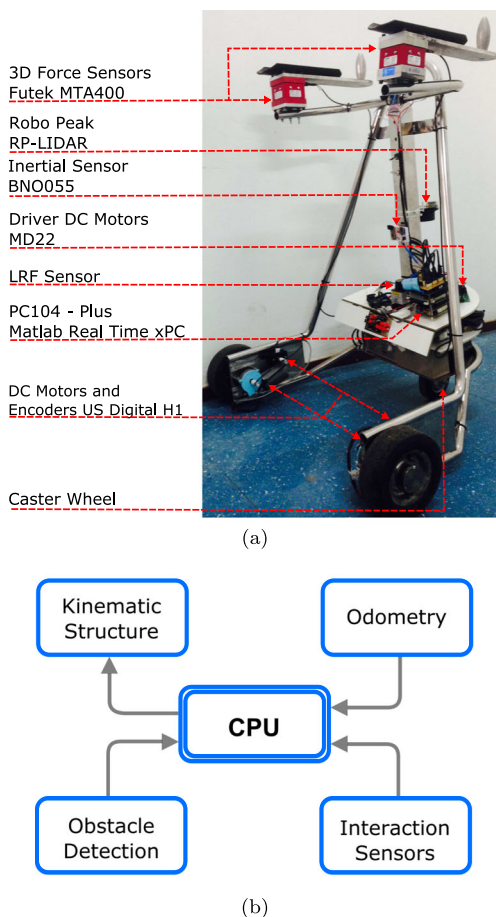 3D Force Sensors
Futek MTA400
Robo Peak
RP-LIDAR
Inertial Sensor
BNO055
Driver DC Motors
MD22
LRF Sensor
PC104 - Plus
Matlab Real Time xPC
DC Motors and
Encoders US Digital H1
Caster Wheel
(a)
Kinematic
Structure
Odometry
CPU
Obstacle
Detection
Interaction
Sensors
(b)